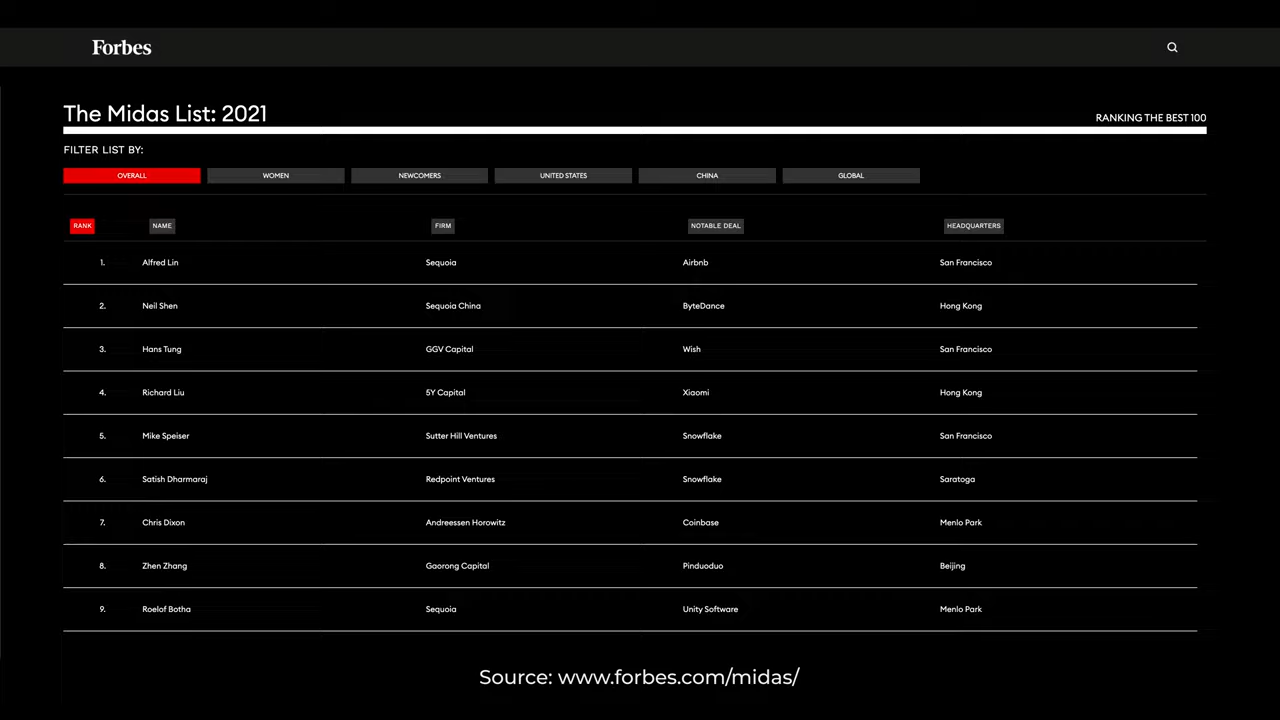 Forbes
The Midas List: 2021
RANKING THE BEST 100
FILTER LIST BY:
OVERALL WOMEN NEWCOMERS UNITED STATES CHINA GLOBAL
RANK NAME FIRM NOTABLE DEAL HEADQUARTERS
1. Alfred Lin Sequoia Airbnb San Francisco
2. Neil Shen Sequoia China ByteDance Hong Kong
3. Hans Tung GGV Capital Wish San Francisco
4. Richard Liu 5Y Capital Xiaomi Hong Kong
5. Mike Speiser Sutter Hill Ventures Snowflake San Francisco
6. Satish Dharmaraj Redpoint Ventures Snowflake Saratoga
7. Chris Dixon Andreessen Horowitz Coinbase Menlo Park
8. Zhen Zhang Gaorong Capital Pinduoduo Beijing
9. Roelof Botha Sequoia Unity Software Menlo Park
Source: www.forbes.com/midas/